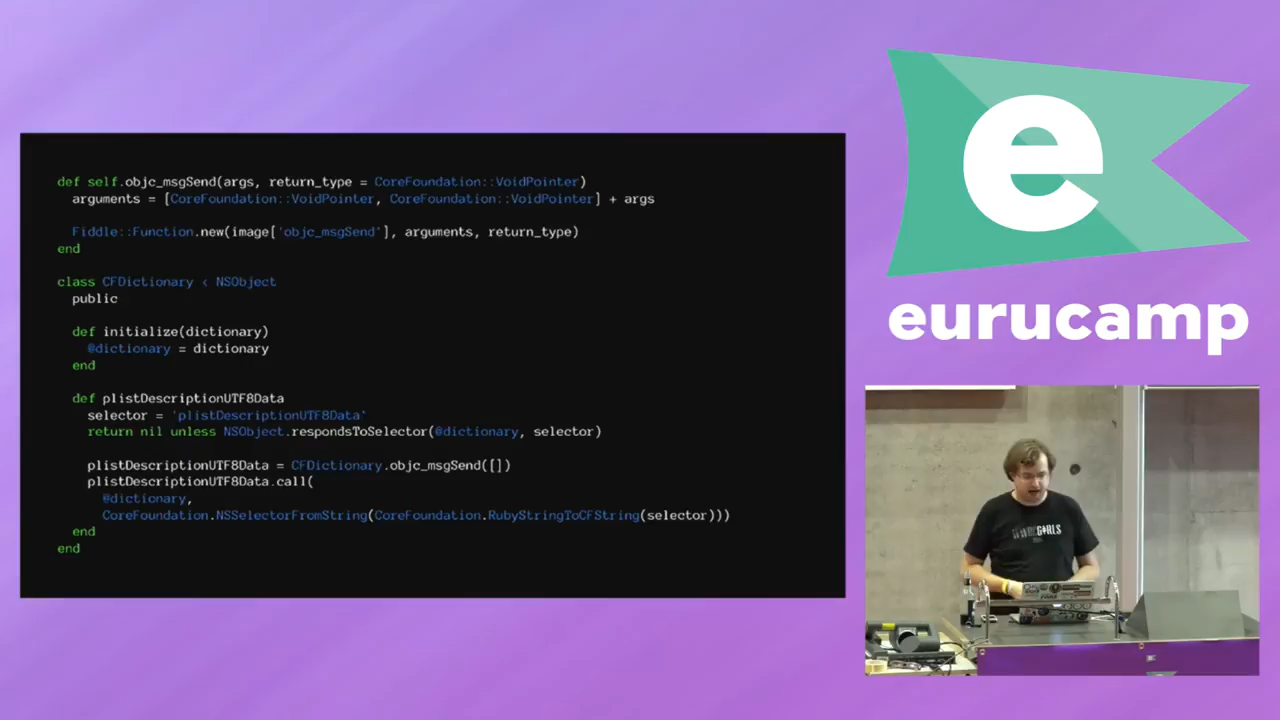 def self.objc_msgSend(args, return_type = CoreFoundation::VoidPointer)
  arguments = [CoreFoundation::VoidPointer, CoreFoundation::VoidPointer] + args
  Fiddle::Function.new(image['objc_msgSend'], arguments, return_type)
end
class CFDictionary < NSObject
  public
  def initialize(dictionary)
    @dictionary = dictionary
  end
  def plistDescriptionUTF8Data
    selector = 'plistDescriptionUTF8Data'
    return nil unless NSObject.respondsToSelector(@dictionary, selector)
    plistDescriptionUTF8Data = CFDictionary.objc_msgSend([])
    plistDescriptionUTF8Data.call(
      @dictionary,
      CoreFoundation.NSSelectorFromString(CoreFoundation.RubyStringToCFString(selector)))
  end
end
e
eurucamp